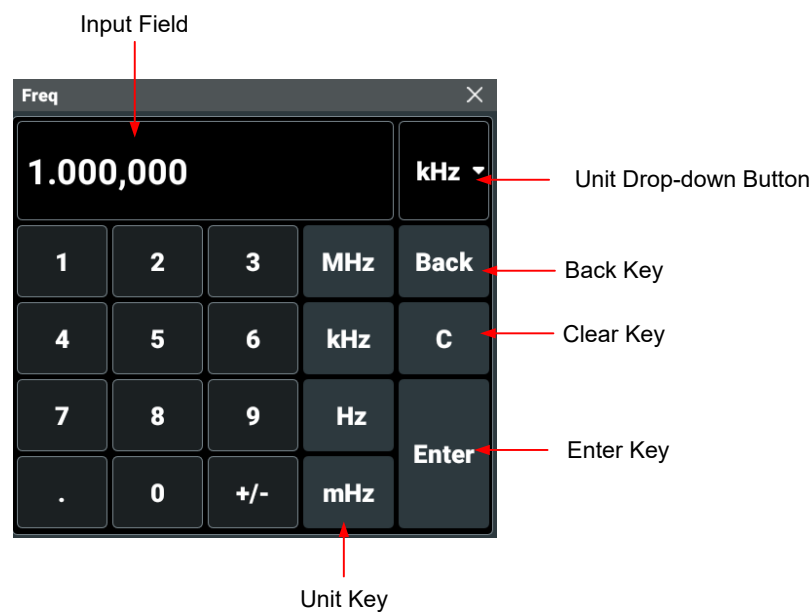 Input Field
Freq
1.000,000 kHz
Unit Drop-down Button
1 2 3 MHz Back
Back Key
4 5 6 kHz C
Clear Key
7 8 9 Hz
Enter
Enter Key
. 0 +/- mHz
Unit Key